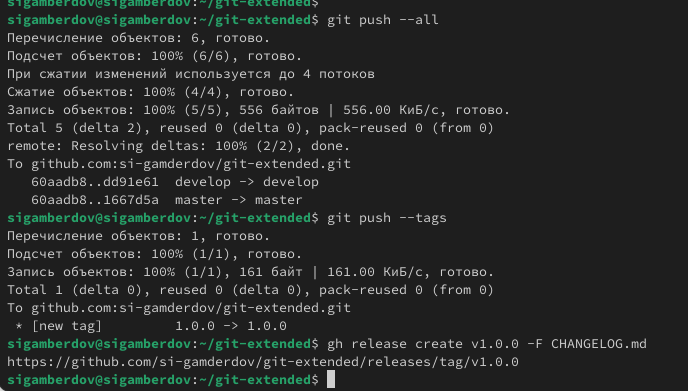 sigamberdov@sigamberdov:~/git-extended$
sigamberdov@sigamberdov:~/git-extended$ git push --all
Перечисление объектов: 6, готово.
Подсчет объектов: 100% (6/6), готово.
При сжатии изменений используется до 4 потоков
Сжатие объектов: 100% (4/4), готово.
Запись объектов: 100% (5/5), 556 байтов | 556.00 КиБ/с, готово.
Total 5 (delta 2), reused 0 (delta 0), pack-reused 0 (from 0)
remote: Resolving deltas: 100% (2/2), done.
To github.com:si-gamderdov/git-extended.git
   60aadb8..dd91e61  develop -> develop
   60aadb8..1667d5a  master -> master
sigamberdov@sigamberdov:~/git-extended$ git push --tags
Перечисление объектов: 1, готово.
Подсчет объектов: 100% (1/1), готово.
Запись объектов: 100% (1/1), 161 байт | 161.00 КиБ/с, готово.
Total 1 (delta 0), reused 0 (delta 0), pack-reused 0 (from 0)
To github.com:si-gamderdov/git-extended.git
 * [new tag]         1.0.0 -> 1.0.0
sigamberdov@sigamberdov:~/git-extended$ gh release create v1.0.0 -F CHANGELOG.md
https://github.com/si-gamderdov/git-extended/releases/tag/v1.0.0
sigamberdov@sigamberdov:~/git-extended$